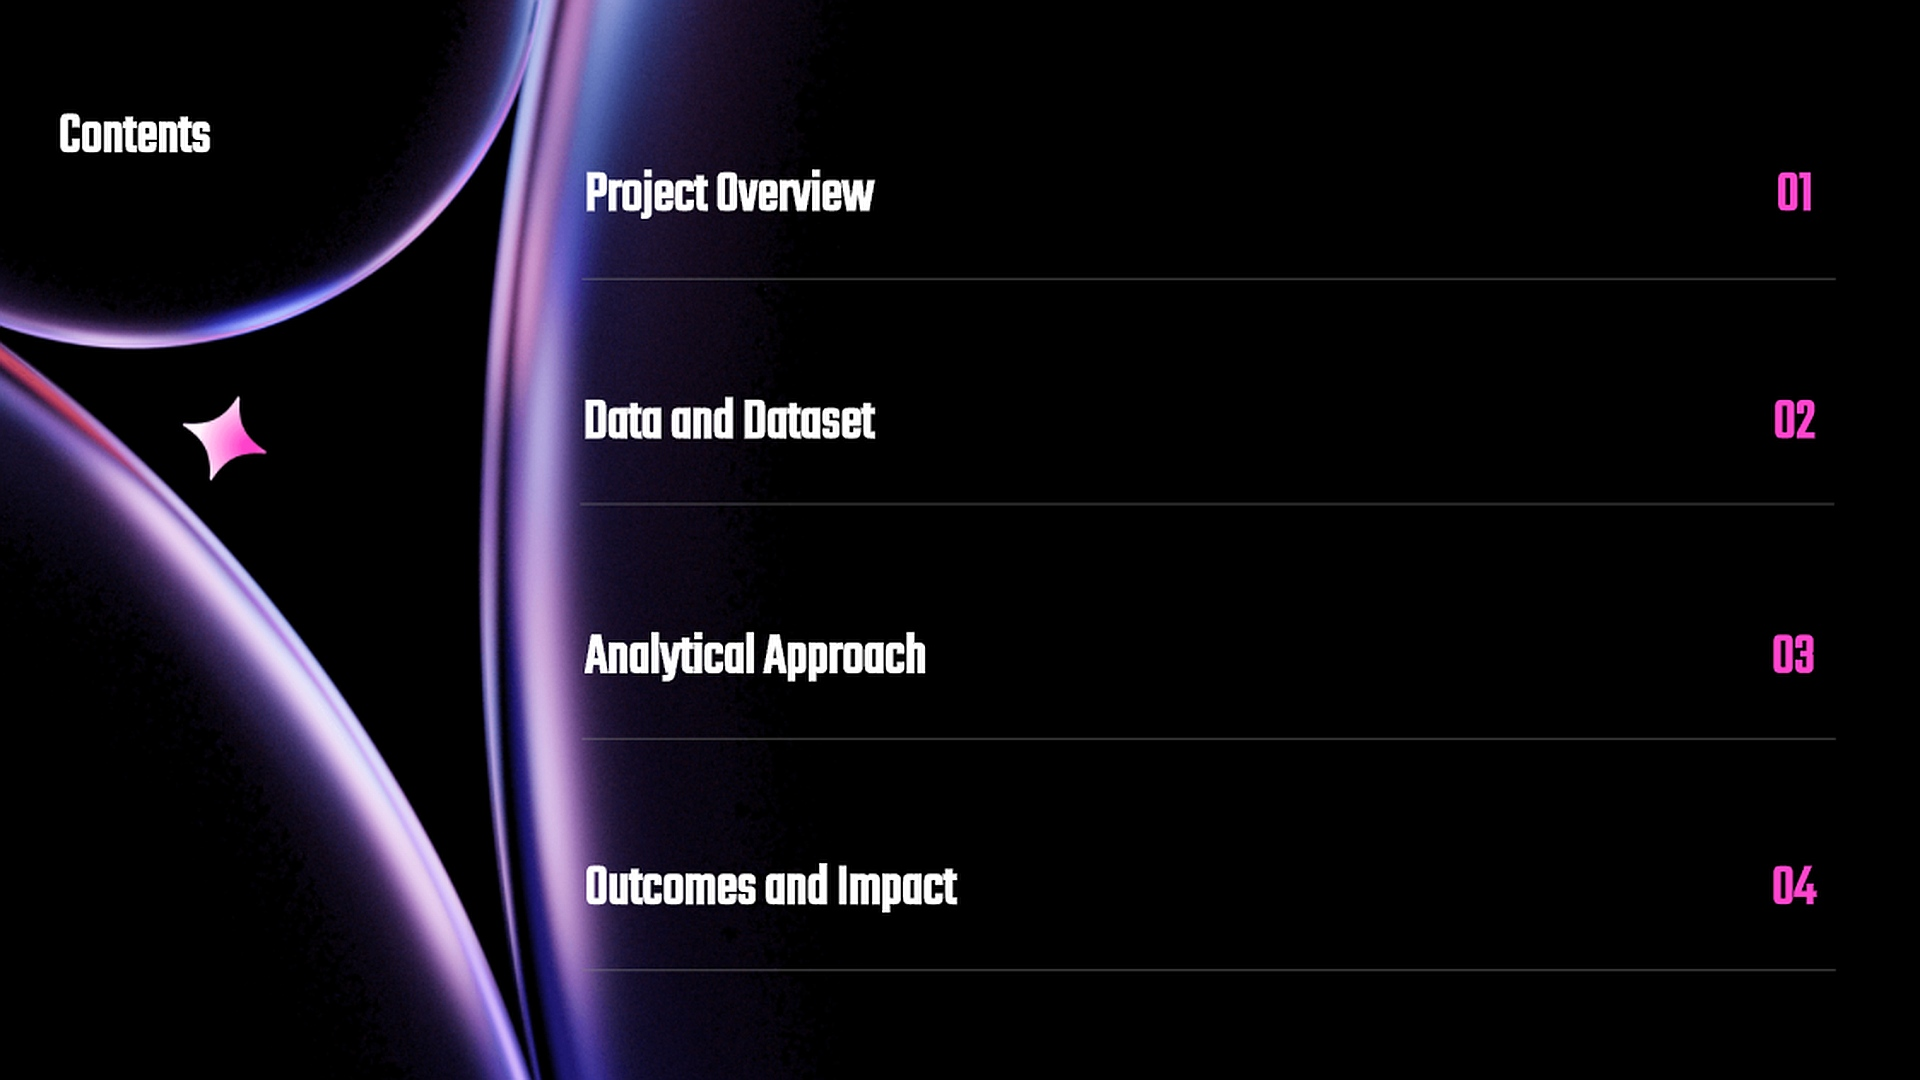 Contents
Project Overview 01
Data and Dataset 02
Analytical Approach 03
Outcomes and Impact 04